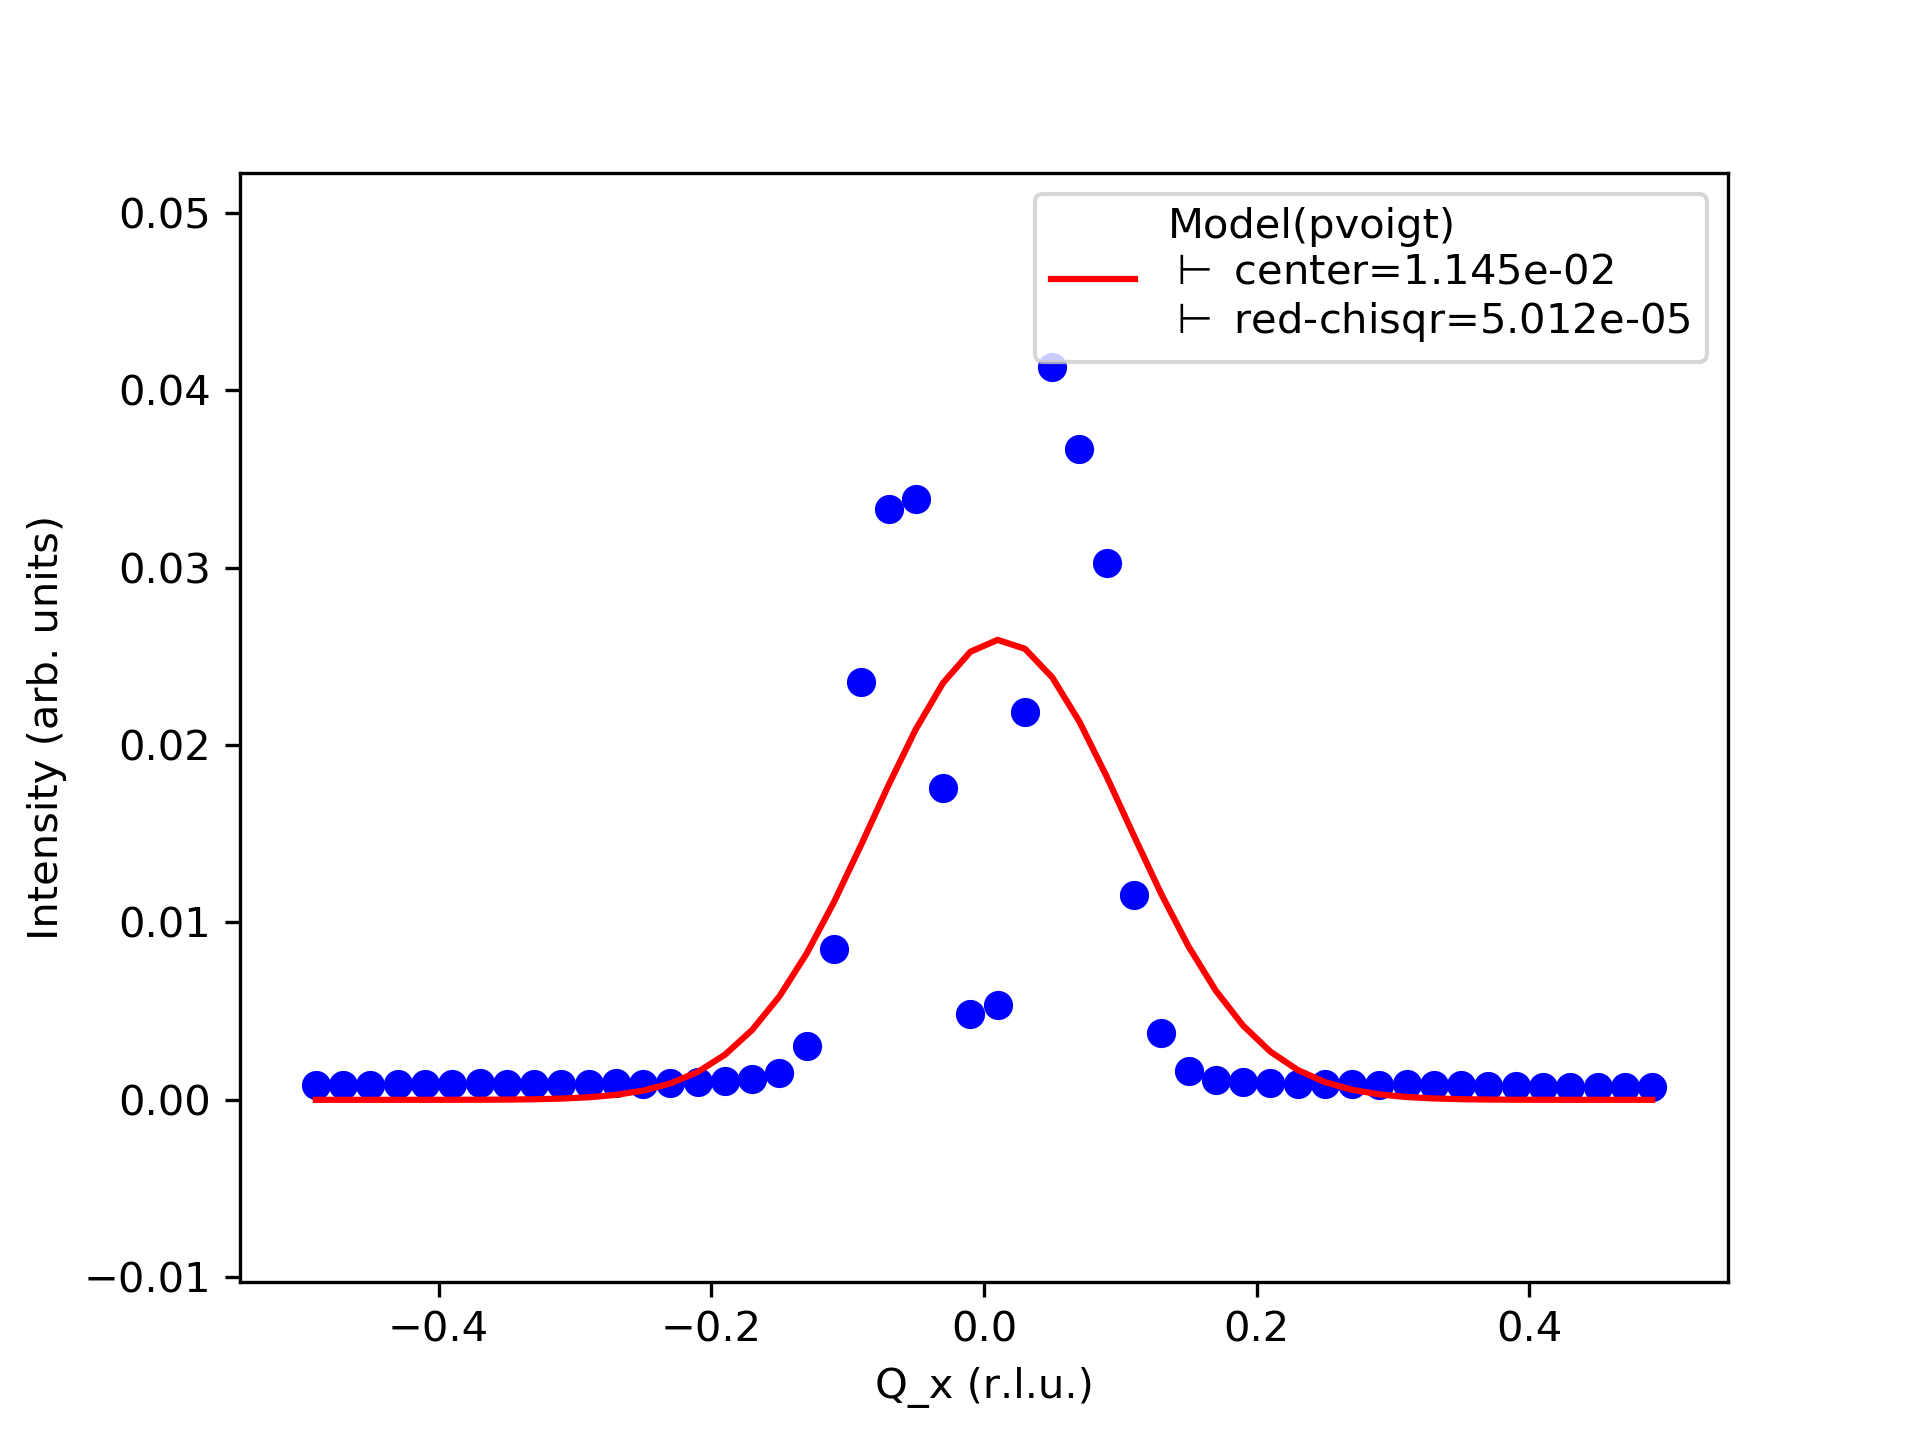 Model(pvoigt)
⊢ center=1.145e-02
⊢ red-chisqr=5.012e-05
0.05
0.04
0.03
0.02
0.01
0.00
−0.01
Intensity (arb. units)
−0.4 −0.2 0.0 0.2 0.4
Q_x (r.l.u.)